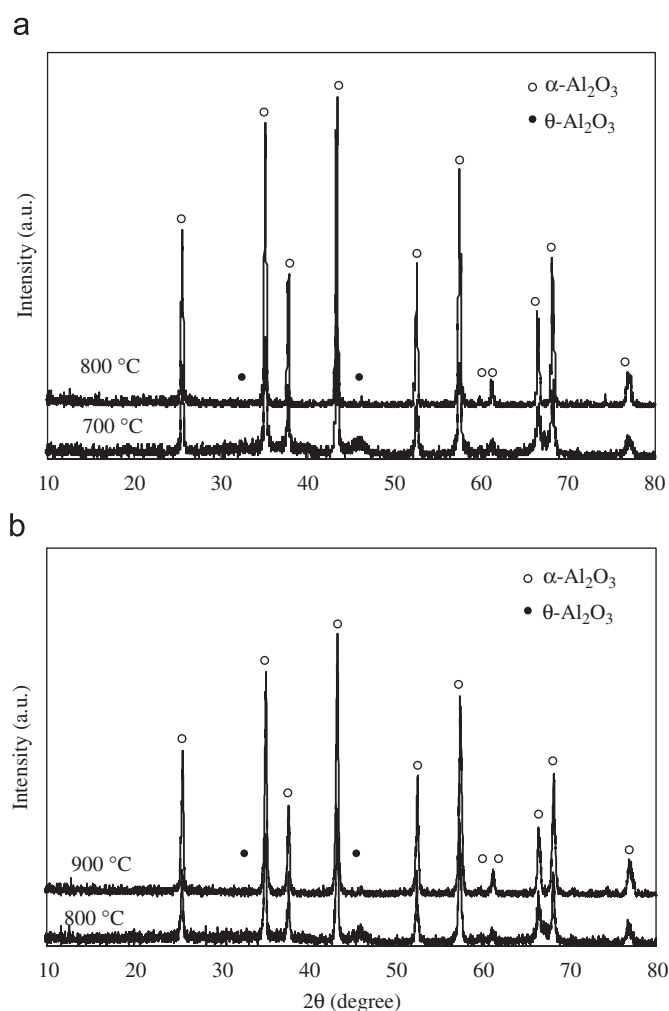 a
○ α-Al₂O₃
● θ-Al₂O₃
Intensity (a.u.)
800 °C
700 °C
10 20 30 40 50 60 70 80
b
○ α-Al₂O₃
● θ-Al₂O₃
Intensity (a.u.)
900 °C
800 °C
10 20 30 40 50 60 70 80
2θ (degree)